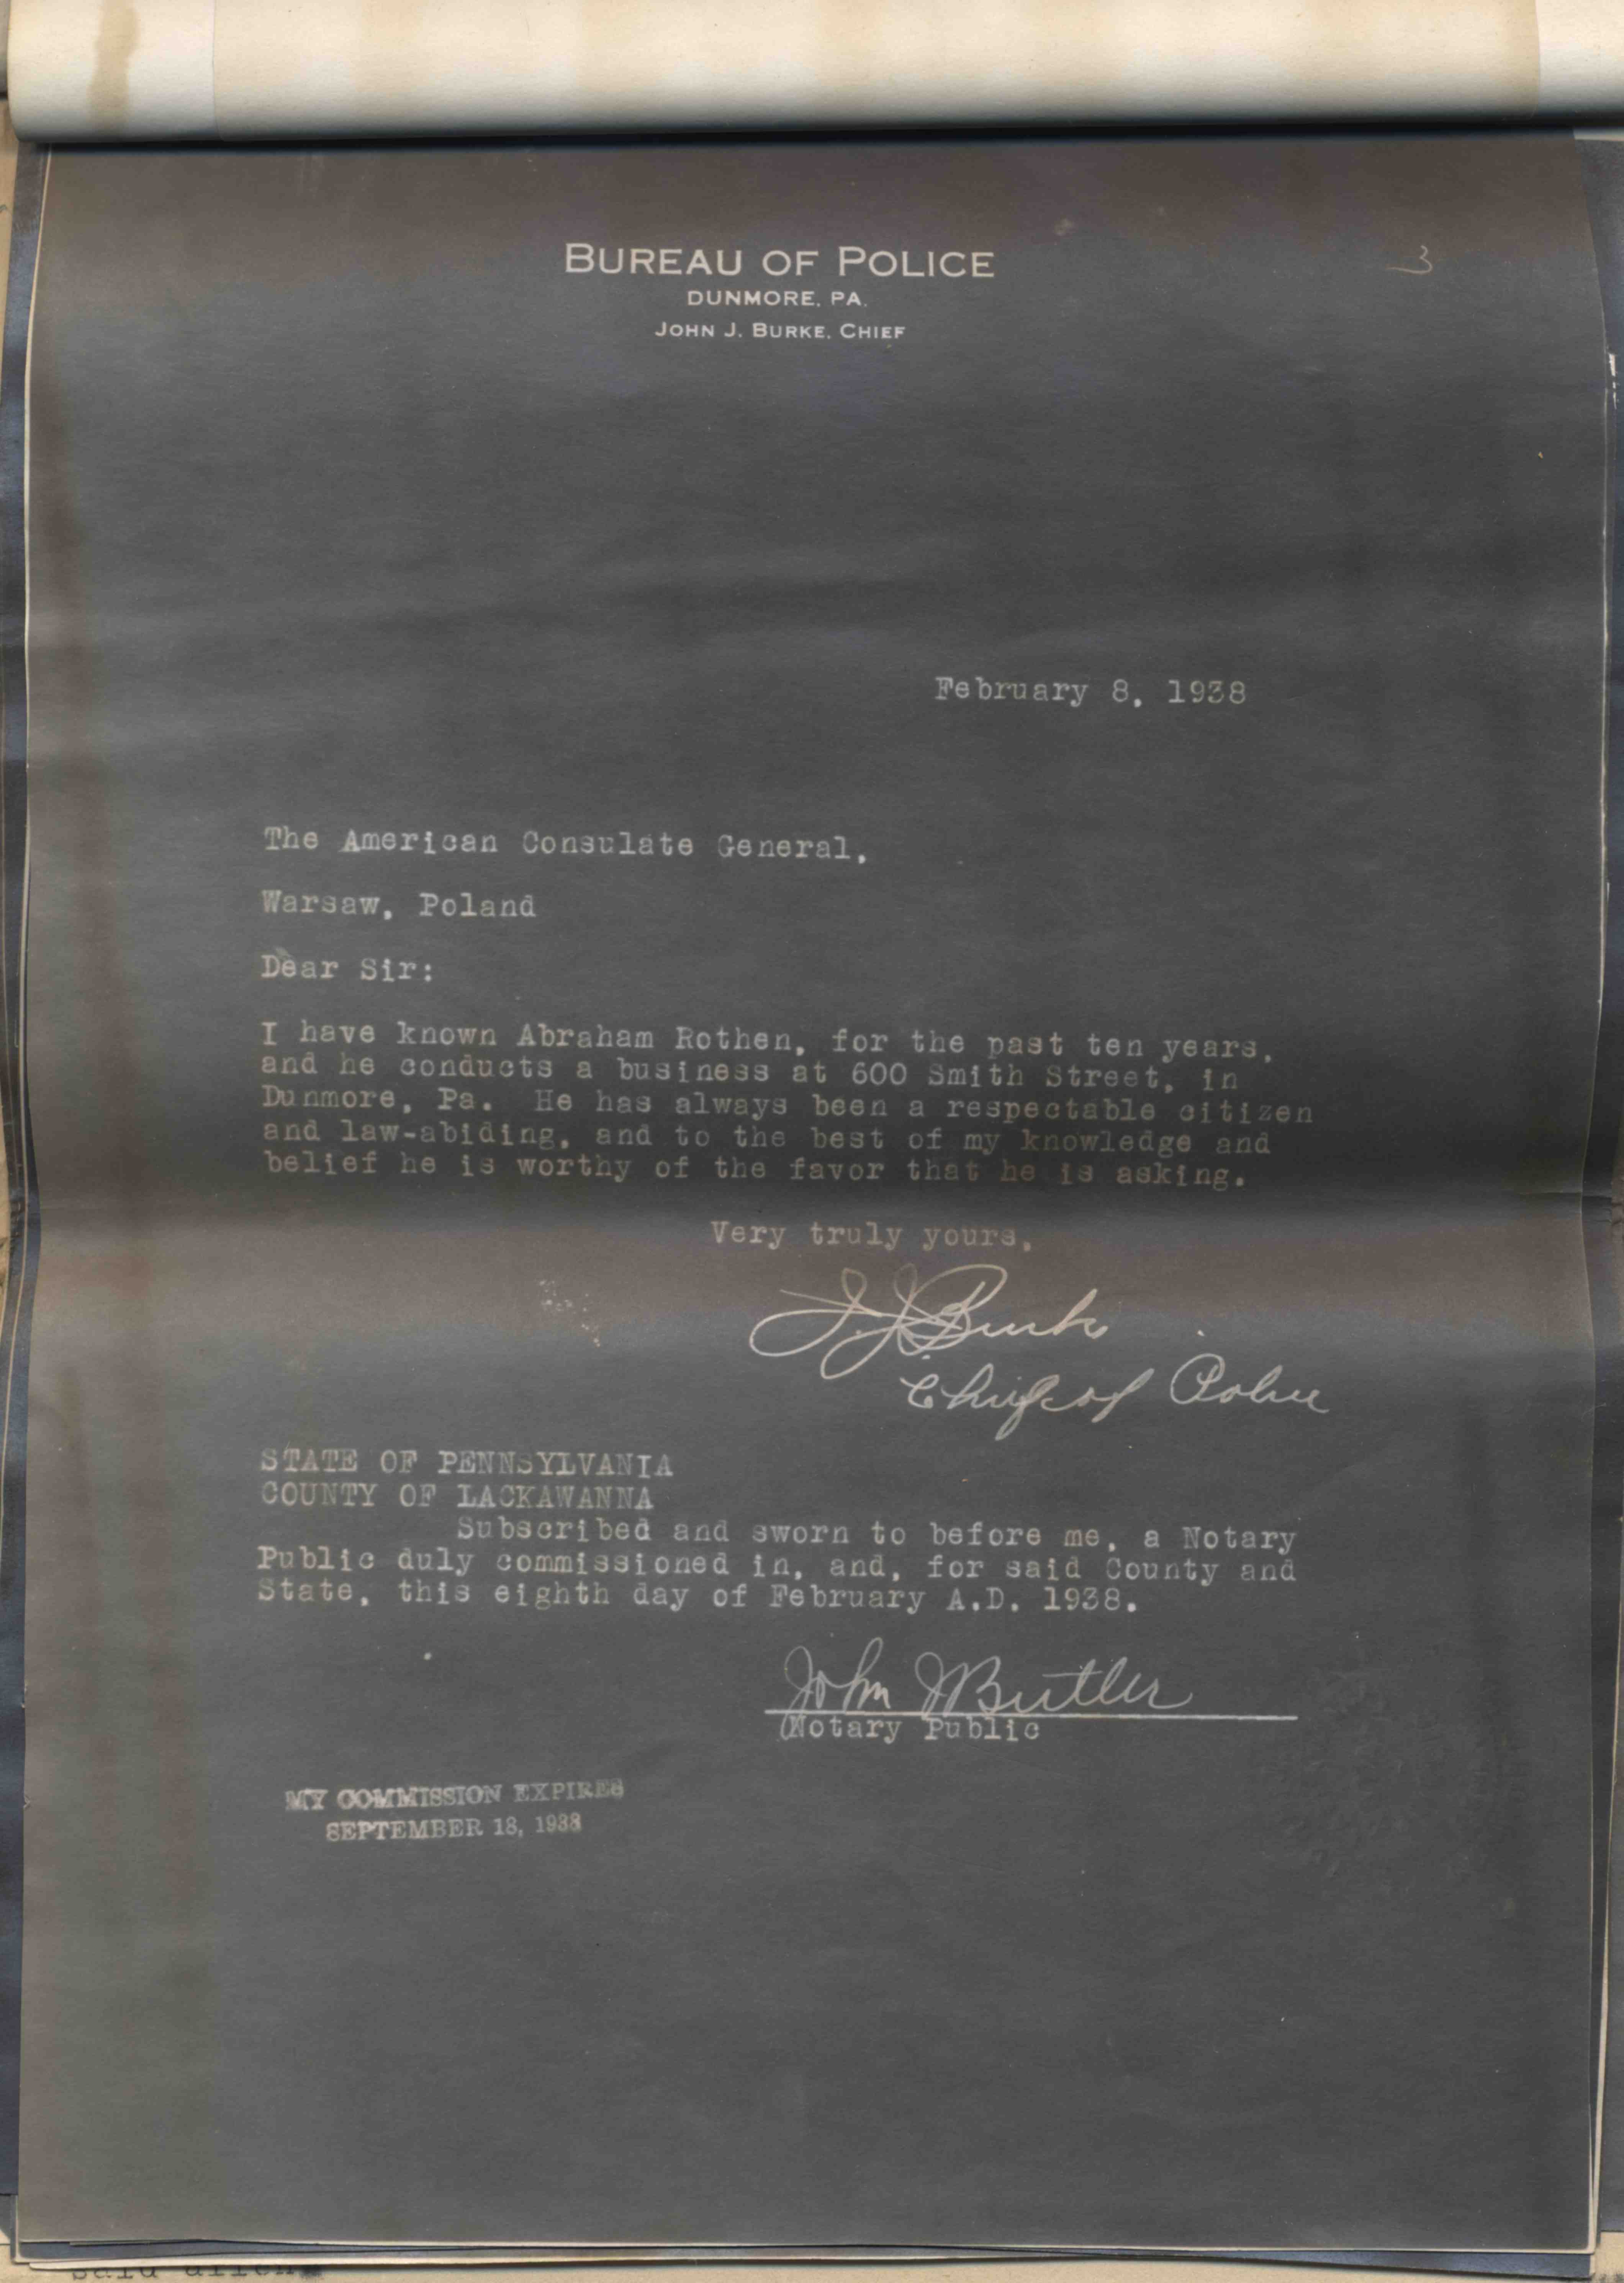 BUREAU OF POLICE
DUNMORE, PA.
JOHN J. BURKE, CHIEF
3
February 8, 1938
The American Consulate General,
Warsaw, Poland
Dear Sir:
I have known Abraham Rothen, for the past ten years,
and he conducts a business at 600 Smith Street, in
Dunmore, Pa. He has always been a respectable citizen
and law-abiding, and to the best of my knowledge and
belief he is worthy of the favor that he is asking.
Very truly yours,
J.J. Burke
Chief of Police
STATE OF PENNSYLVANIA
COUNTY OF LACKAWANNA
Subscribed and sworn to before me, a Notary
Public duly commissioned in, and, for said County and
State, this eighth day of February A.D. 1938.
John J Butler
(Notary Public
MY COMMISSION EXPIRES
SEPTEMBER 18, 1938
said alien